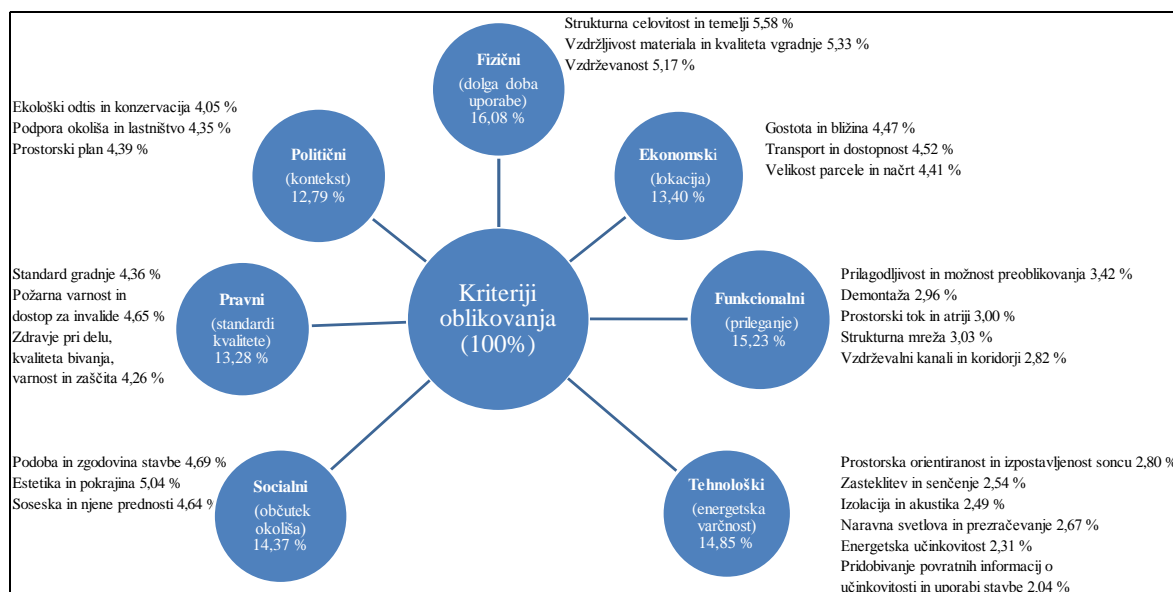 Strukturna celovitost in temelji 5,58 %
Vzdržljivost materiala in kvaliteta vgradnje 5,33 %
Vzdrževanost 5,17 %
Fizični
(dolga doba
uporabe)
16,08 %
Ekološki odtis in konzervacija 4,05 %
Podpora okoliša in lastništvo 4,35 %
Prostorski plan 4,39 %
Politični
(kontekst)
12,79 %
Ekonomski
(lokacija)
13,40 %
Gostota in bližina 4,47 %
Transport in dostopnost 4,52 %
Velikost parcele in načrt 4,41 %
Standard gradnje 4,36 %
Požarna varnost in
dostop za invalide 4,65 %
Zdravje pri delu,
kvaliteta bivanja,
varnost in zaščita 4,26 %
Pravni
(standardi
kvalitete)
13,28 %
Kriteriji
oblikovanja
(100%)
Funkcionalni
(prileganje)
15,23 %
Prilagodljivost in možnost preoblikovanja 3,42 %
Demontaža 2,96 %
Prostorski tok in atriji 3,00 %
Strukturna mreža 3,03 %
Vzdrževalni kanali in koridorji 2,82 %
Podoba in zgodovina stavbe 4,69 %
Estetika in pokrajina 5,04 %
Soseska in njene prednosti 4,64 %
Socialni
(občutek
okoliša)
14,37 %
Tehnološki
(energetska
varčnost)
14,85 %
Prostorska orientiranost in izpostavljenost soncu 2,80 %
Zasteklitev in senčenje 2,54 %
Izolacija in akustika 2,49 %
Naravna svetlova in prezračevanje 2,67 %
Energetska učinkovitost 2,31 %
Pridobivanje povratnih informacij o
učinkovitosti in uporabi stavbe 2,04 %